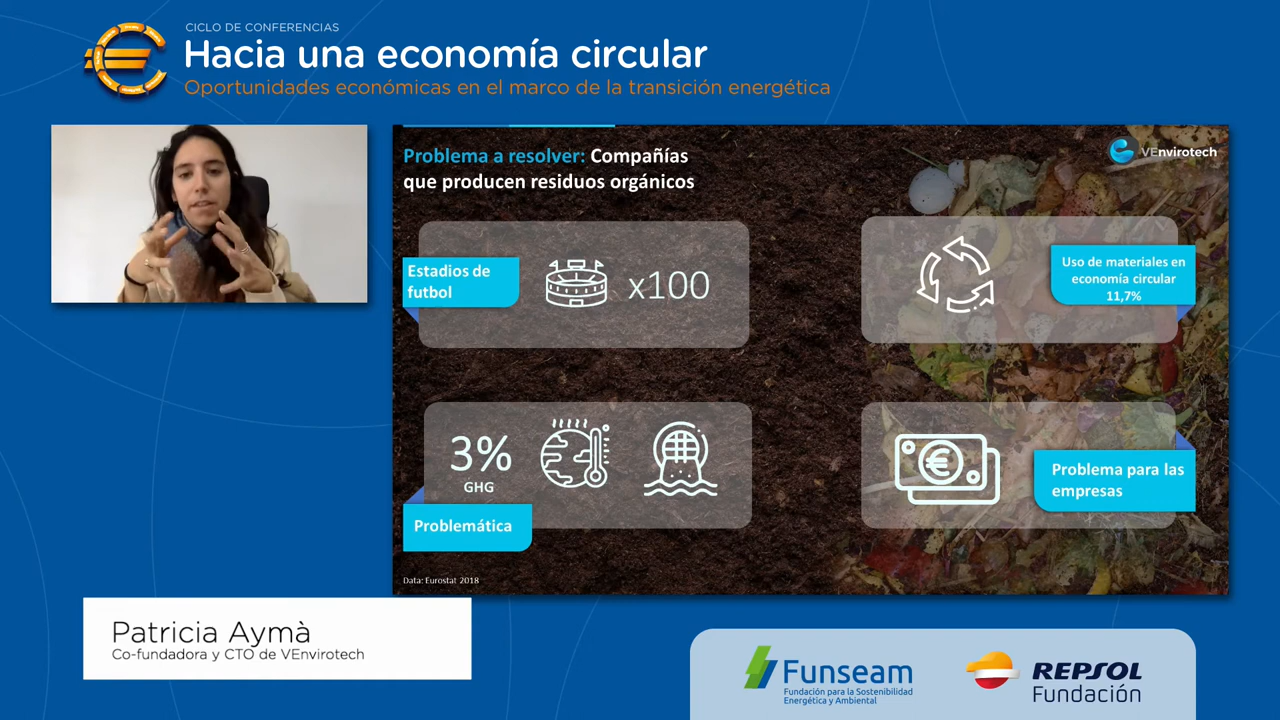 CICLO DE CONFERENCIAS
Hacia una economía circular
Oportunidades económicas en el marco de la transición energética
Problema a resolver: Compañías
que producen residuos orgánicos
VEnvirotech
Estadios de
futbol
x100
Uso de materiales en
economía circular
11,7%
3%
GHG
Problemática
Problema para las
empresas
Data: Eurostat 2018
Patricia Aymà
Co-fundadora y CTO de VEnvirotech
Funseam
Fundación para la Sostenibilidad
Energética y Ambiental
REPSOL
Fundación